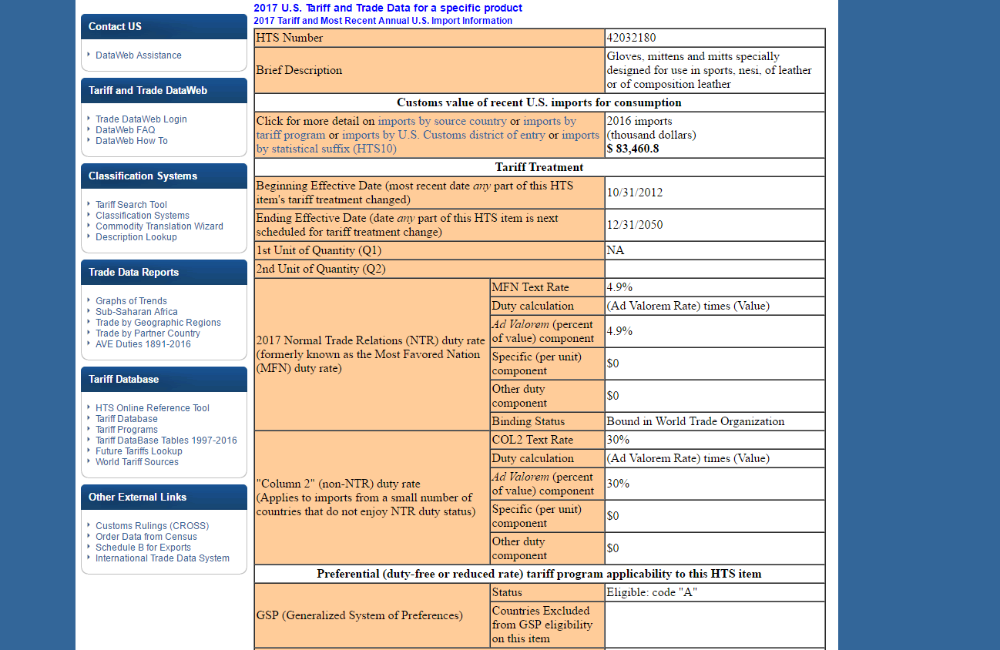 Contact US
DataWeb Assistance
Tariff and Trade DataWeb
Trade DataWeb Login
DataWeb FAQ
DataWeb How To
Classification Systems
Tariff Search Tool
Classification Systems
Commodity Translation Wizard
Description Lookup
Trade Data Reports
Graphs of Trends
Sub-Saharan Africa
Trade by Geographic Regions
Trade by Partner Country
AVE Duties 1891-2016
Tariff Database
HTS Online Reference Tool
Tariff Database
Tariff Programs
Tariff DataBase Tables 1997-2016
Future Tariffs Lookup
World Tariff Sources
Other External Links
Customs Rulings (CROSS)
Order Data from Census
Schedule B for Exports
International Trade Data System
2017 U.S. Tariff and Trade Data for a specific product
2017 Tariff and Most Recent Annual U.S. Import Information
HTS Number
42032180
Brief Description
Gloves, mittens and mitts specially
designed for use in sports, nesi, of leather
or of composition leather
Customs value of recent U.S. imports for consumption
Click for more detail on imports by source country or imports by
tariff program or imports by U.S. Customs district of entry or imports
by statistical suffix (HTS10)
2016 imports
(thousand dollars)
$ 83,460.8
Tariff Treatment
Beginning Effective Date (most recent date any part of this HTS
item's tariff treatment changed)
10/31/2012
Ending Effective Date (date any part of this HTS item is next
scheduled for tariff treatment change)
12/31/2050
1st Unit of Quantity (Q1)
NA
2nd Unit of Quantity (Q2)
2017 Normal Trade Relations (NTR) duty rate
(formerly known as the Most Favored Nation
(MFN) duty rate)
MFN Text Rate
4.9%
Duty calculation
(Ad Valorem Rate) times (Value)
Ad Valorem (percent
of value) component
4.9%
Specific (per unit)
component
$0
Other duty
component
$0
Binding Status
Bound in World Trade Organization
"Column 2" (non-NTR) duty rate
(Applies to imports from a small number of
countries that do not enjoy NTR duty status)
COL2 Text Rate
30%
Duty calculation
(Ad Valorem Rate) times (Value)
Ad Valorem (percent
of value) component
30%
Specific (per unit)
component
$0
Other duty
component
$0
Preferential (duty-free or reduced rate) tariff program applicability to this HTS item
GSP (Generalized System of Preferences)
Status
Eligible: code "A"
Countries Excluded
from GSP eligibility
on this item